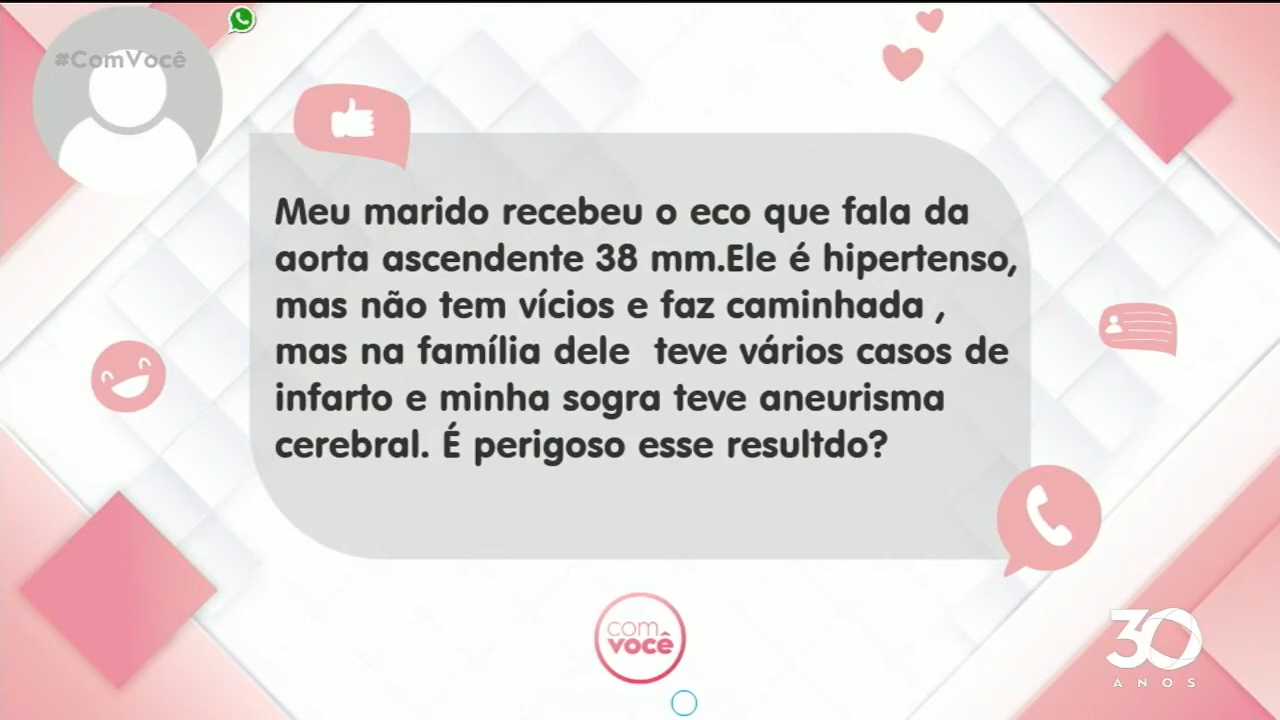 #ComVocê
Meu marido recebeu o eco que fala da
aorta ascendente 38 mm.Ele é hipertenso,
mas não tem vícios e faz caminhada ,
mas na família dele  teve vários casos de
infarto e minha sogra teve aneurisma
cerebral. É perigoso esse resultdo?
com
você
30
ANOS